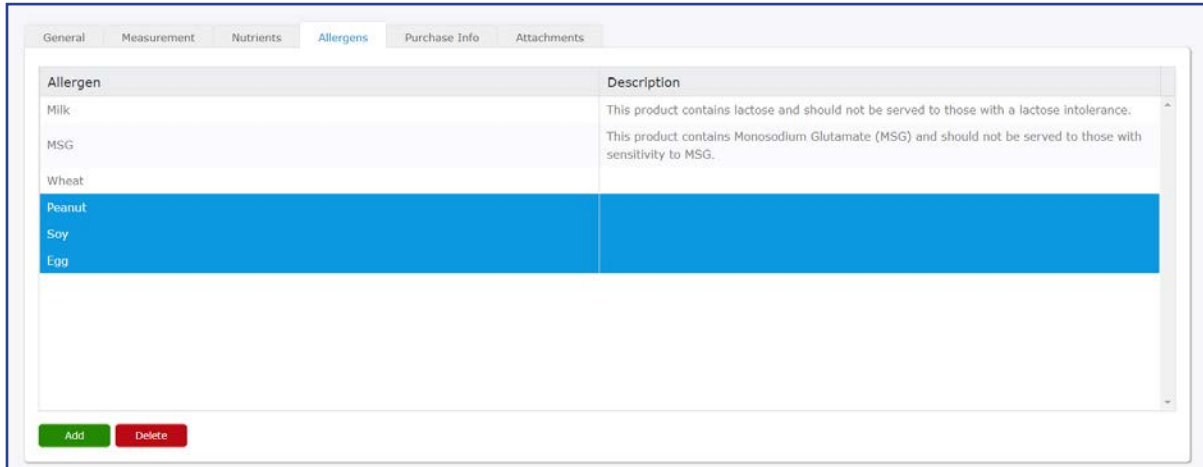 General Measurement Nutrients Allergens Purchase Info Attachments
Allergen Description
Milk This product contains lactose and should not be served to those with a lactose intolerance.
MSG This product contains Monosodium Glutamate (MSG) and should not be served to those with
sensitivity to MSG.
Wheat
Peanut
Soy
Egg
Add Delete